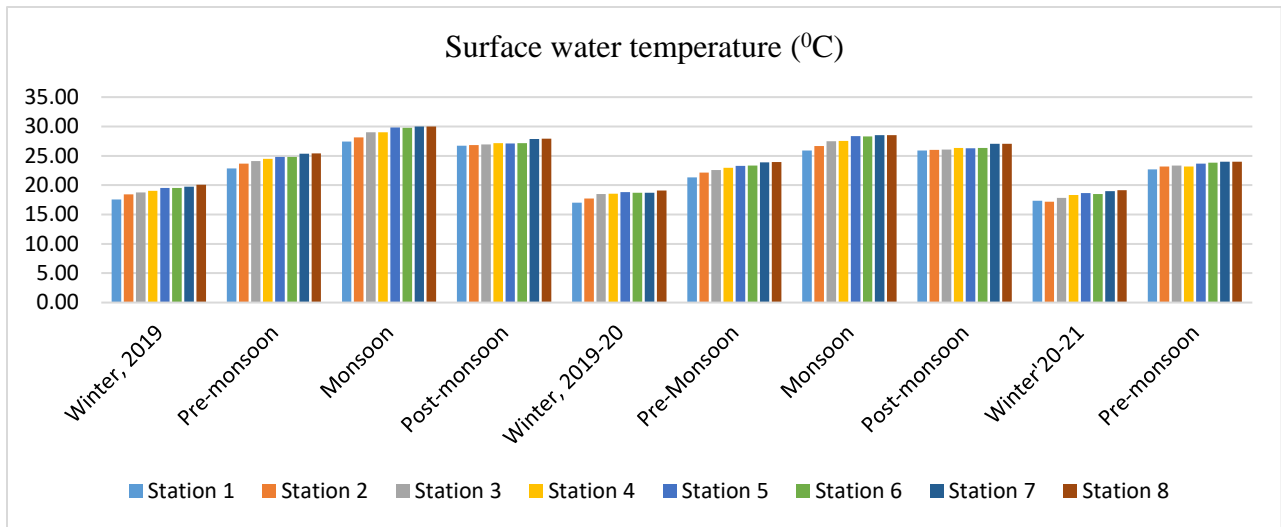 Surface water temperature (⁰C)
35.00
30.00
25.00
20.00
15.00
10.00
5.00
0.00
Winter, 2019
Pre-monsoon
Monsoon
Post-monsoon
Winter, 2019-20
Pre-Monsoon
Monsoon
Post-monsoon
Winter'20-21
Pre-monsoon
Station 1 Station 2 Station 3 Station 4 Station 5 Station 6 Station 7 Station 8